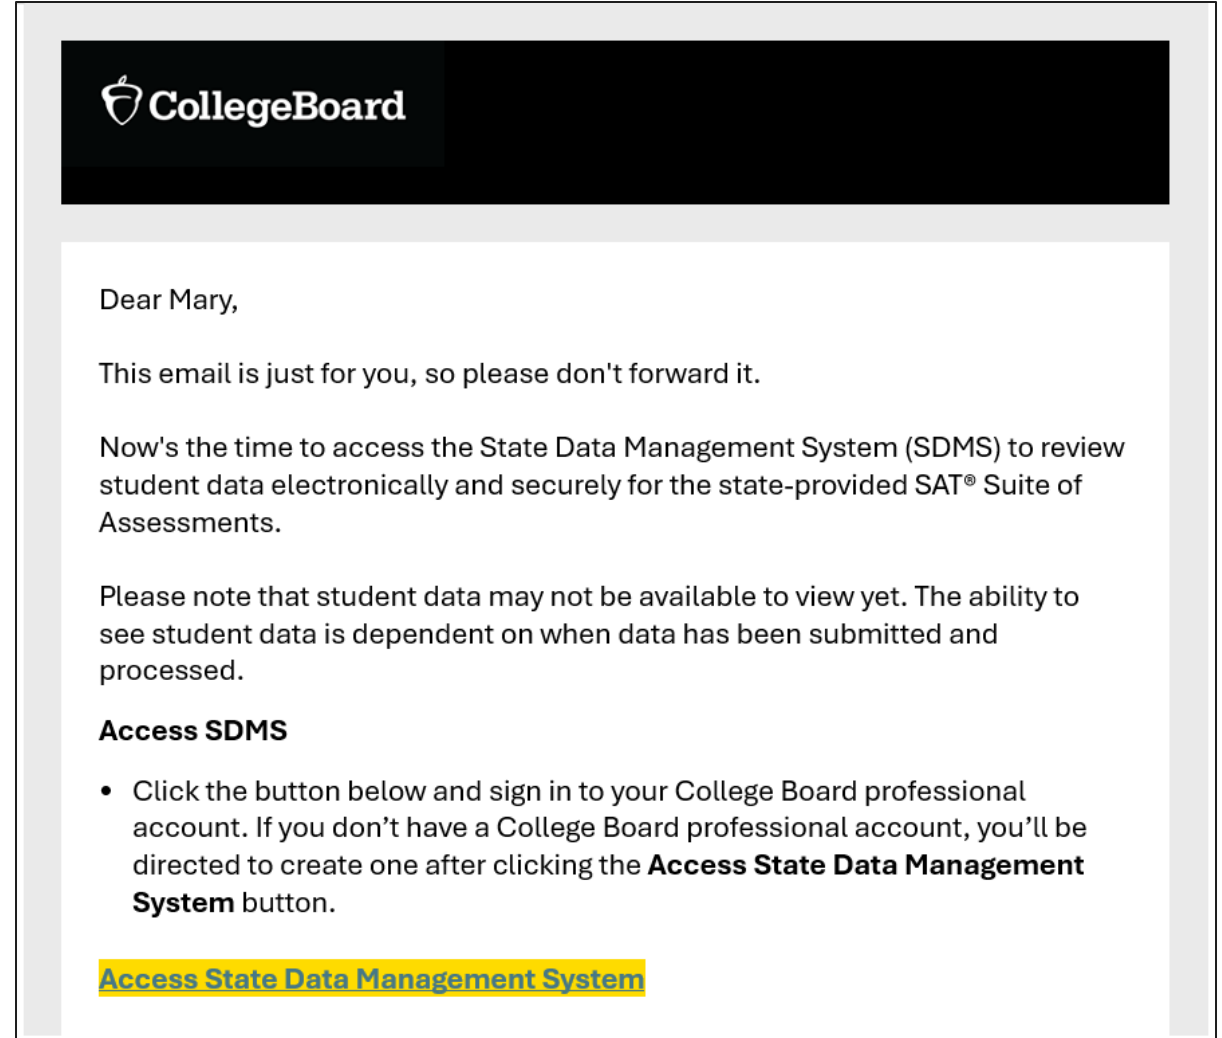 CollegeBoard
Dear Mary,
This email is just for you, so please don't forward it.
Now's the time to access the State Data Management System (SDMS) to review
student data electronically and securely for the state-provided SAT® Suite of
Assessments.
Please note that student data may not be available to view yet. The ability to
see student data is dependent on when data has been submitted and
processed.
Access SDMS
• Click the button below and sign in to your College Board professional
account. If you don’t have a College Board professional account, you’ll be
directed to create one after clicking the Access State Data Management
System button.
Access State Data Management System